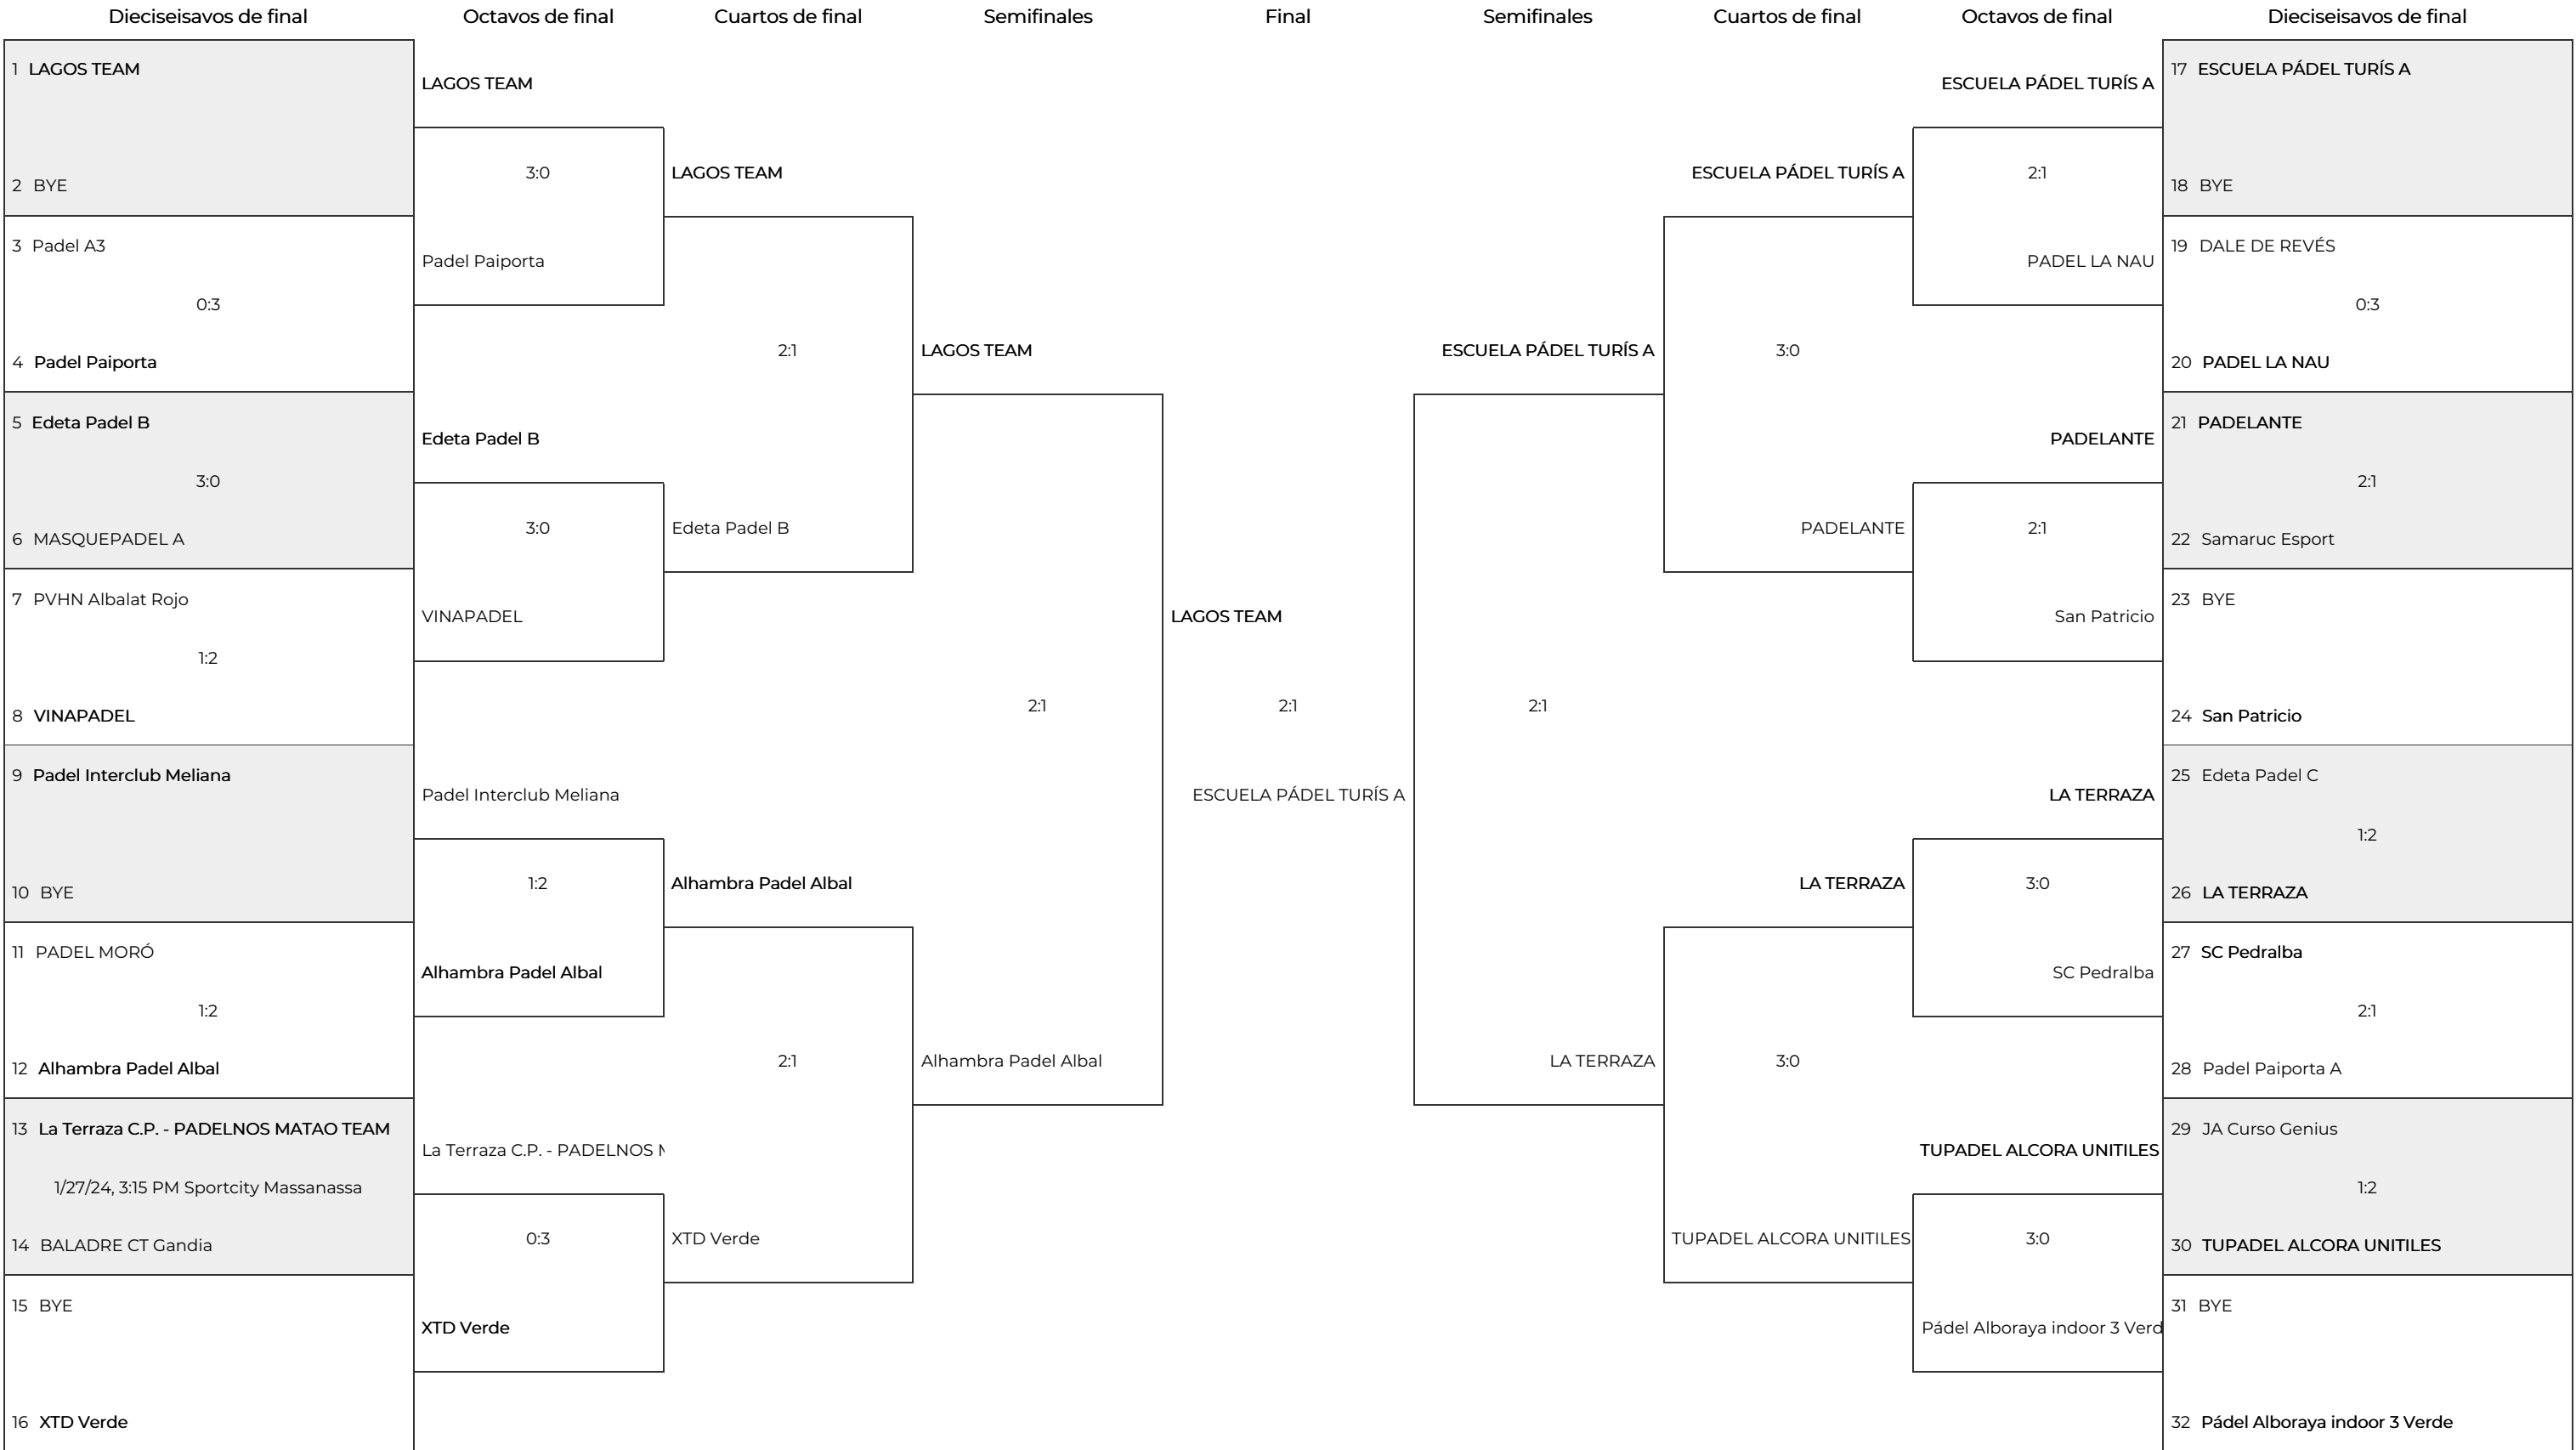 Dieciseisavos de final
Octavos de final
Cuartos de final
Semifinales
Final
Semifinales
Cuartos de final
Octavos de final
Dieciseisavos de final
1 LAGOS TEAM
2 BYE
3 Padel A3
0:3
4 Padel Paiporta
5 Edeta Padel B
3:0
6 MASQUEPADEL A
7 PVHN Albalat Rojo
1:2
8 VINAPADEL
9 Padel Interclub Meliana
10 BYE
11 PADEL MORÓ
1:2
12 Alhambra Padel Albal
13 La Terraza C.P. - PADELNOS MATAO TEAM
1/27/24, 3:15 PM Sportcity Massanassa
14 BALADRE CT Gandia
15 BYE
16 XTD Verde
LAGOS TEAM
3:0
Padel Paiporta
Edeta Padel B
3:0
VINAPADEL
Padel Interclub Meliana
1:2
Alhambra Padel Albal
La Terraza C.P. - PADELNOS M
0:3
XTD Verde
LAGOS TEAM
2:1
Edeta Padel B
Alhambra Padel Albal
2:1
XTD Verde
LAGOS TEAM
2:1
Alhambra Padel Albal
LAGOS TEAM
2:1
ESCUELA PÁDEL TURÍS A
ESCUELA PÁDEL TURÍS A
2:1
LA TERRAZA
ESCUELA PÁDEL TURÍS A
3:0
PADELANTE
LA TERRAZA
3:0
TUPADEL ALCORA UNITILES
ESCUELA PÁDEL TURÍS A
2:1
PADEL LA NAU
PADELANTE
2:1
San Patricio
LA TERRAZA
3:0
SC Pedralba
TUPADEL ALCORA UNITILES
3:0
Pádel Alboraya indoor 3 Verd
17 ESCUELA PÁDEL TURÍS A
18 BYE
19 DALE DE REVÉS
0:3
20 PADEL LA NAU
21 PADELANTE
2:1
22 Samaruc Esport
23 BYE
24 San Patricio
25 Edeta Padel C
1:2
26 LA TERRAZA
27 SC Pedralba
2:1
28 Padel Paiporta A
29 JA Curso Genius
1:2
30 TUPADEL ALCORA UNITILES
31 BYE
32 Pádel Alboraya indoor 3 Verde